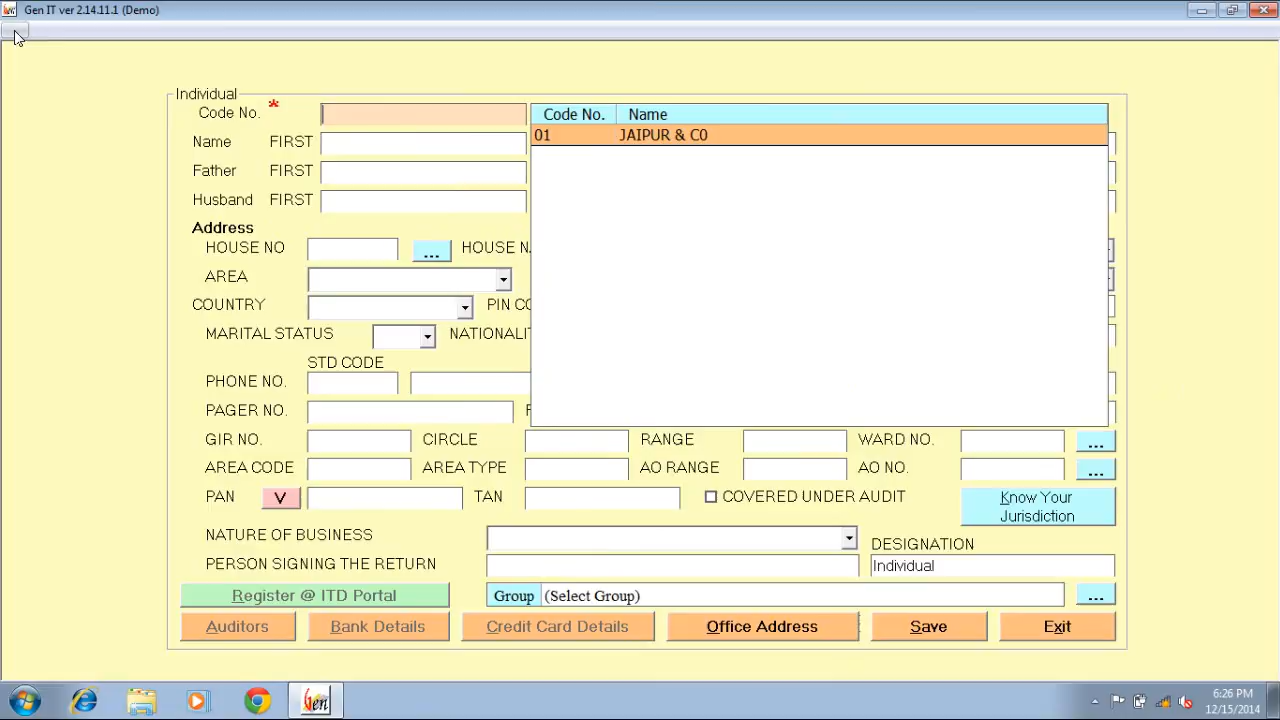 Gen IT ver 2.14.11.1 (Demo)
Individual
Code No. *
Code No. Name
01 JAIPUR & C0
Name FIRST
Father FIRST
Husband FIRST
Address
HOUSE NO ... HOUSE N
AREA
COUNTRY PIN CO
MARITAL STATUS NATIONALI
STD CODE
PHONE NO.
PAGER NO.
GIR NO. CIRCLE RANGE WARD NO. ...
AREA CODE AREA TYPE AO RANGE AO NO. ...
PAN V TAN COVERED UNDER AUDIT Know Your
Jurisdiction
NATURE OF BUSINESS
DESIGNATION
PERSON SIGNING THE RETURN Individual
Register @ ITD Portal Group (Select Group) ...
Auditors Bank Details Credit Card Details Office Address Save Exit
Gen
6:26 PM
12/15/2014